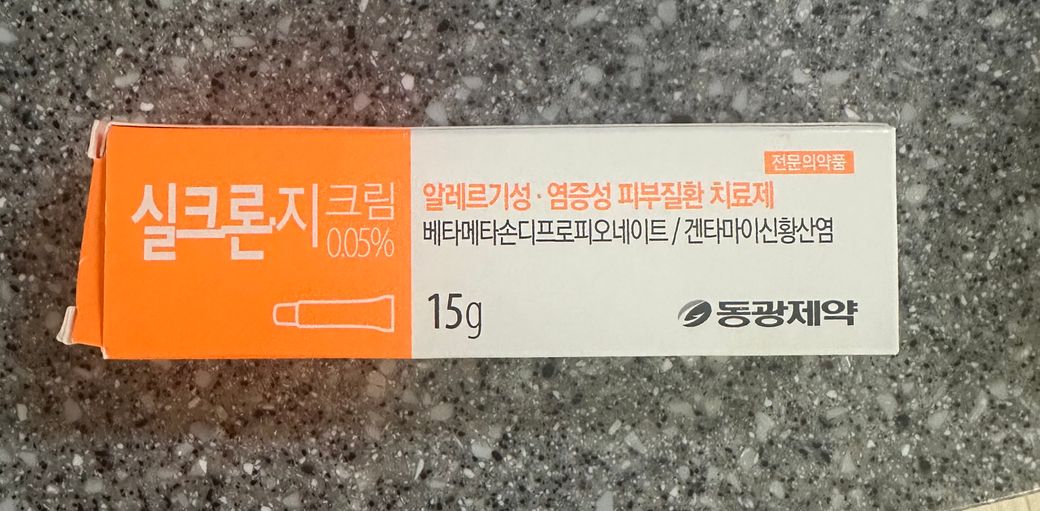 실크론·지 크림
0.05%
전문의약품
알레르기성·염증성 피부질환 치료제
베타메타손디프로피오네이트/겐타마이신황산염
15g
동광제약